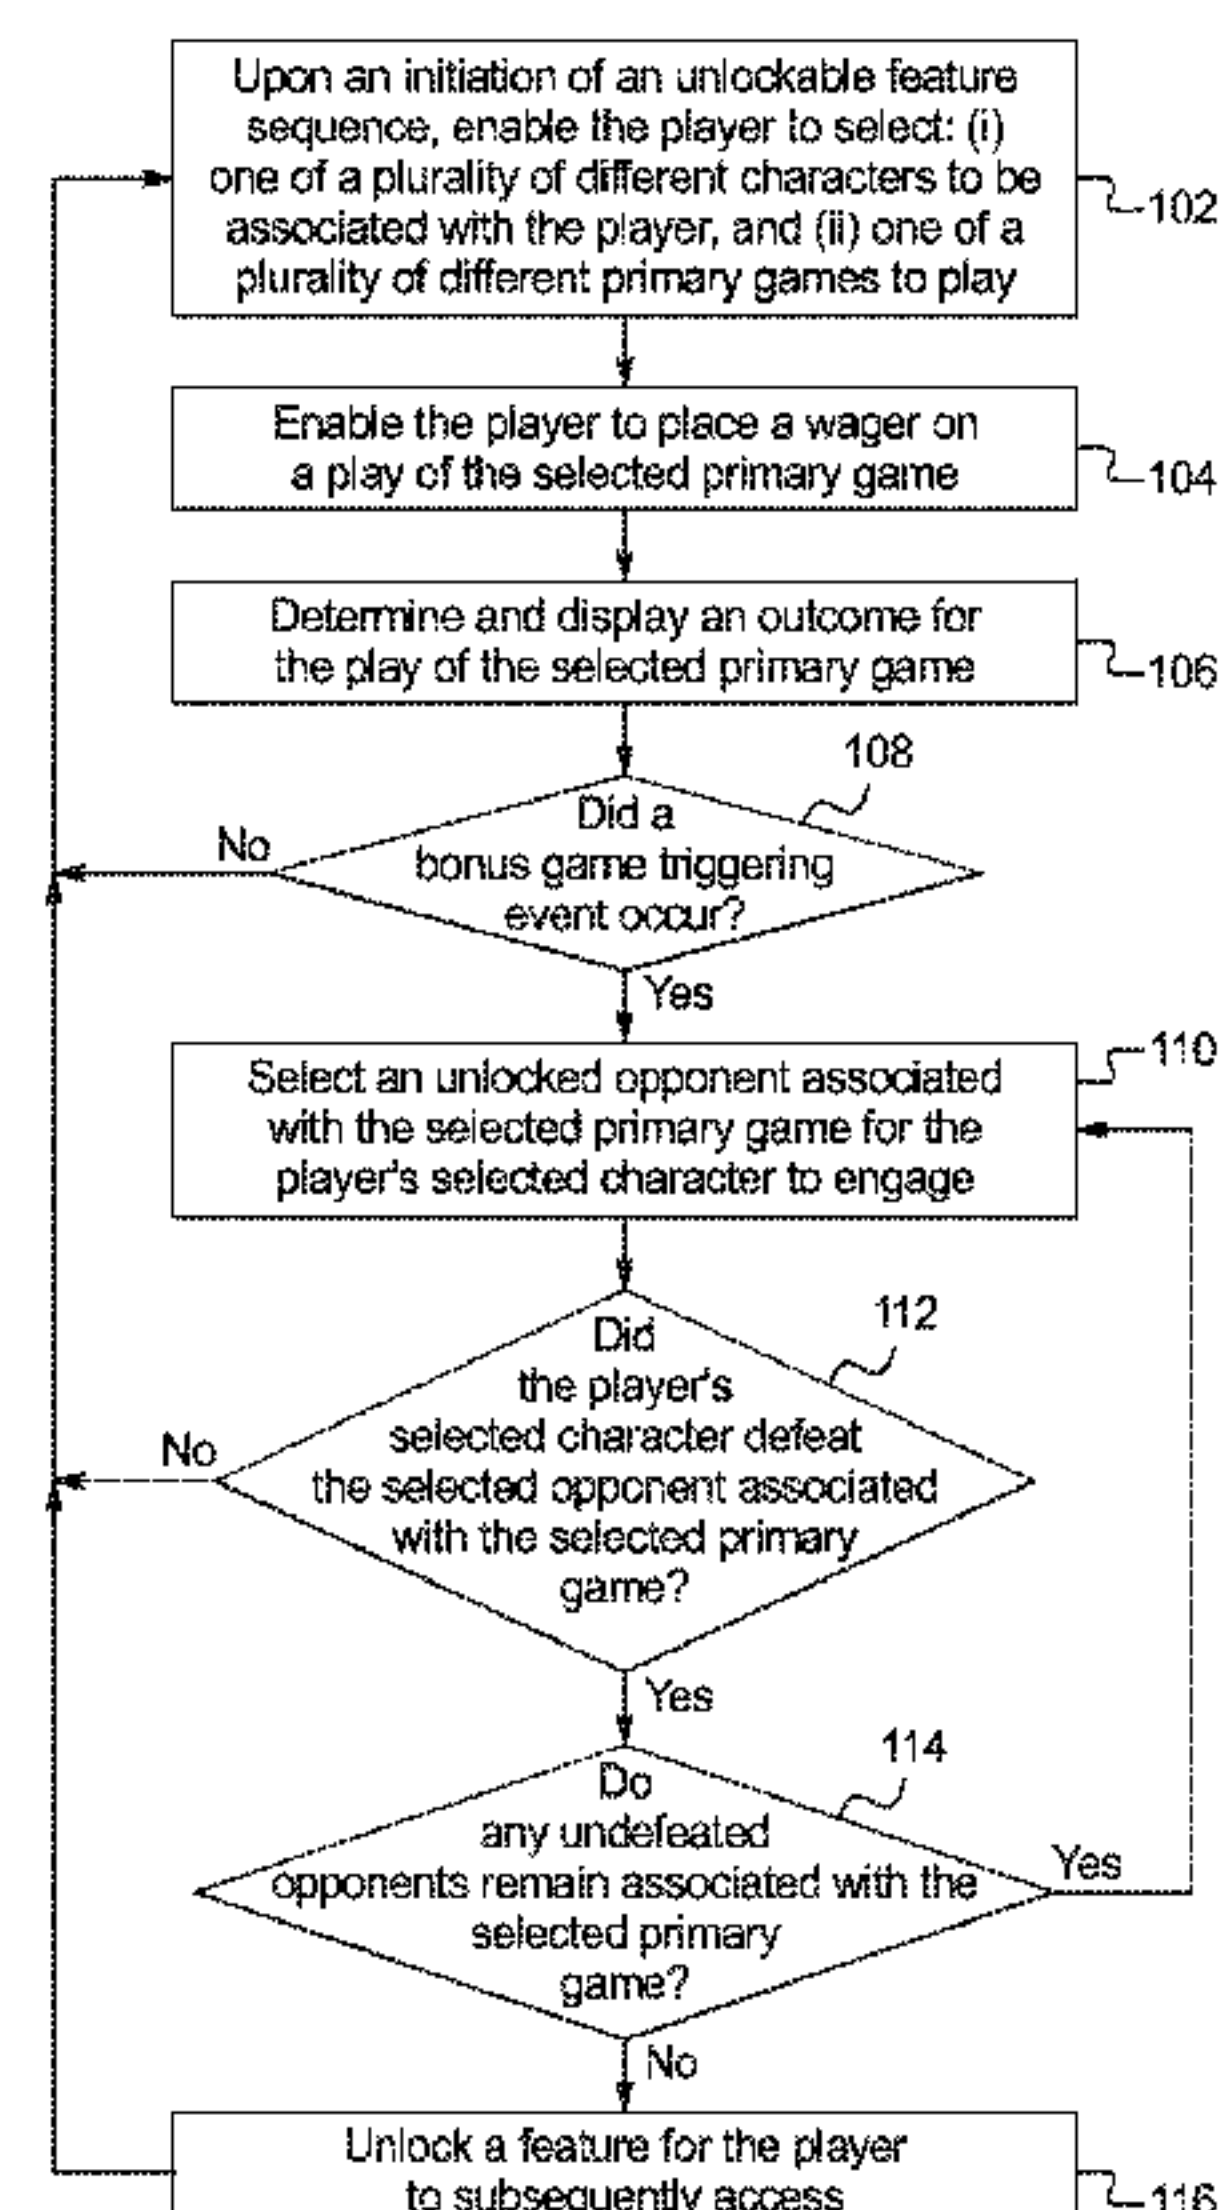 Upon an initiation of an unlockable feature
sequence, enable the player to select: (i)
one of a plurality of different characters to be
associated with the player, and (ii) one of a
plurality of different primary games to play
102
Enable the player to place a wager on
a play of the selected primary game
104
Determine and display an outcome for
the play of the selected primary game
106
108
Did a
bonus game triggering
event occur?
No
Yes
110
Select an unlocked opponent associated
with the selected primary game for the
player's selected character to engage
112
Did
the player's
selected character defeat
the selected opponent associated
with the selected primary
game?
No
Yes
114
Do
any undefeated
opponents remain associated with the
selected primary
game?
Yes
No
Unlock a feature for the player
to subsequently access
116